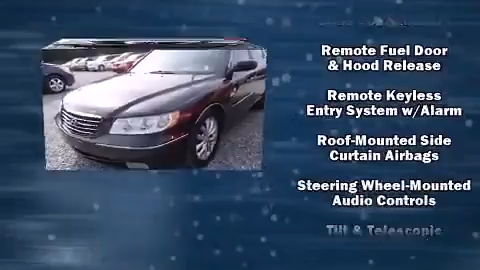 Remote Fuel Door
& Hood Release
Remote Keyless
Entry System w/Alarm
Roof-Mounted Side
Curtain Airbags
Steering Wheel-Mounted
Audio Controls
Tilt & Telescopic